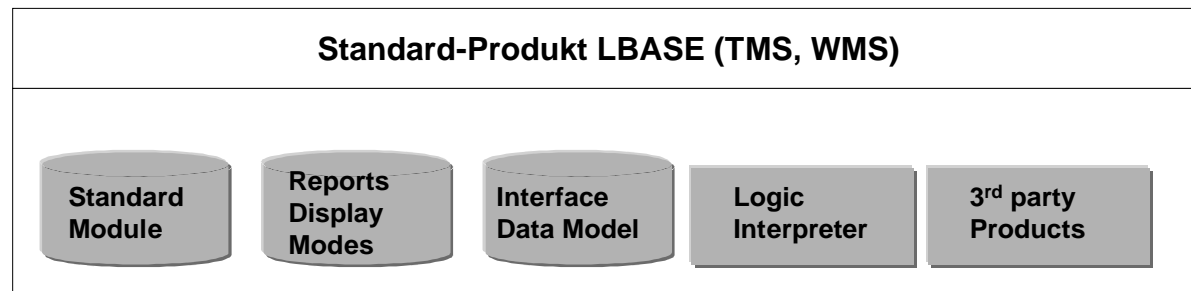 Standard-Produkt LBASE (TMS, WMS)
Standard
Module
Reports
Display
Modes
Interface
Data Model
Logic
Interpreter
3rd party
Products